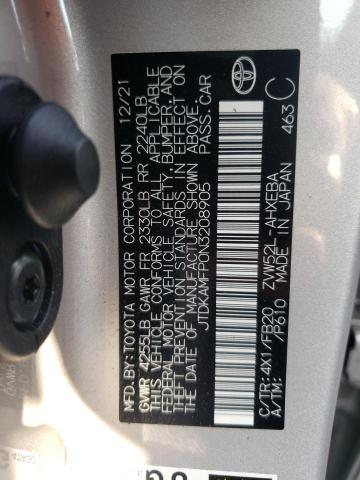 MFD.BY: TOYOTA MOTOR CORPORATION 12/21
GVWR 4255LB GAWR FR 2350LB RR 2240LB
THIS VEHICLE CONFORMS TO ALL APPLICABLE
FEDERAL MOTOR VEHICLE SAFETY, BUMPER, AND
THEFT PREVENTION STANDARDS IN EFFECT ON
THE DATE OF MANUFACTURE SHOWN ABOVE.
JTDKAMFP0N3208905 PASS.CAR
C/TR: 4X1/FB20 ZVW52L-AHXEBA
A/TM: /P610 MADE IN JAPAN 463 C